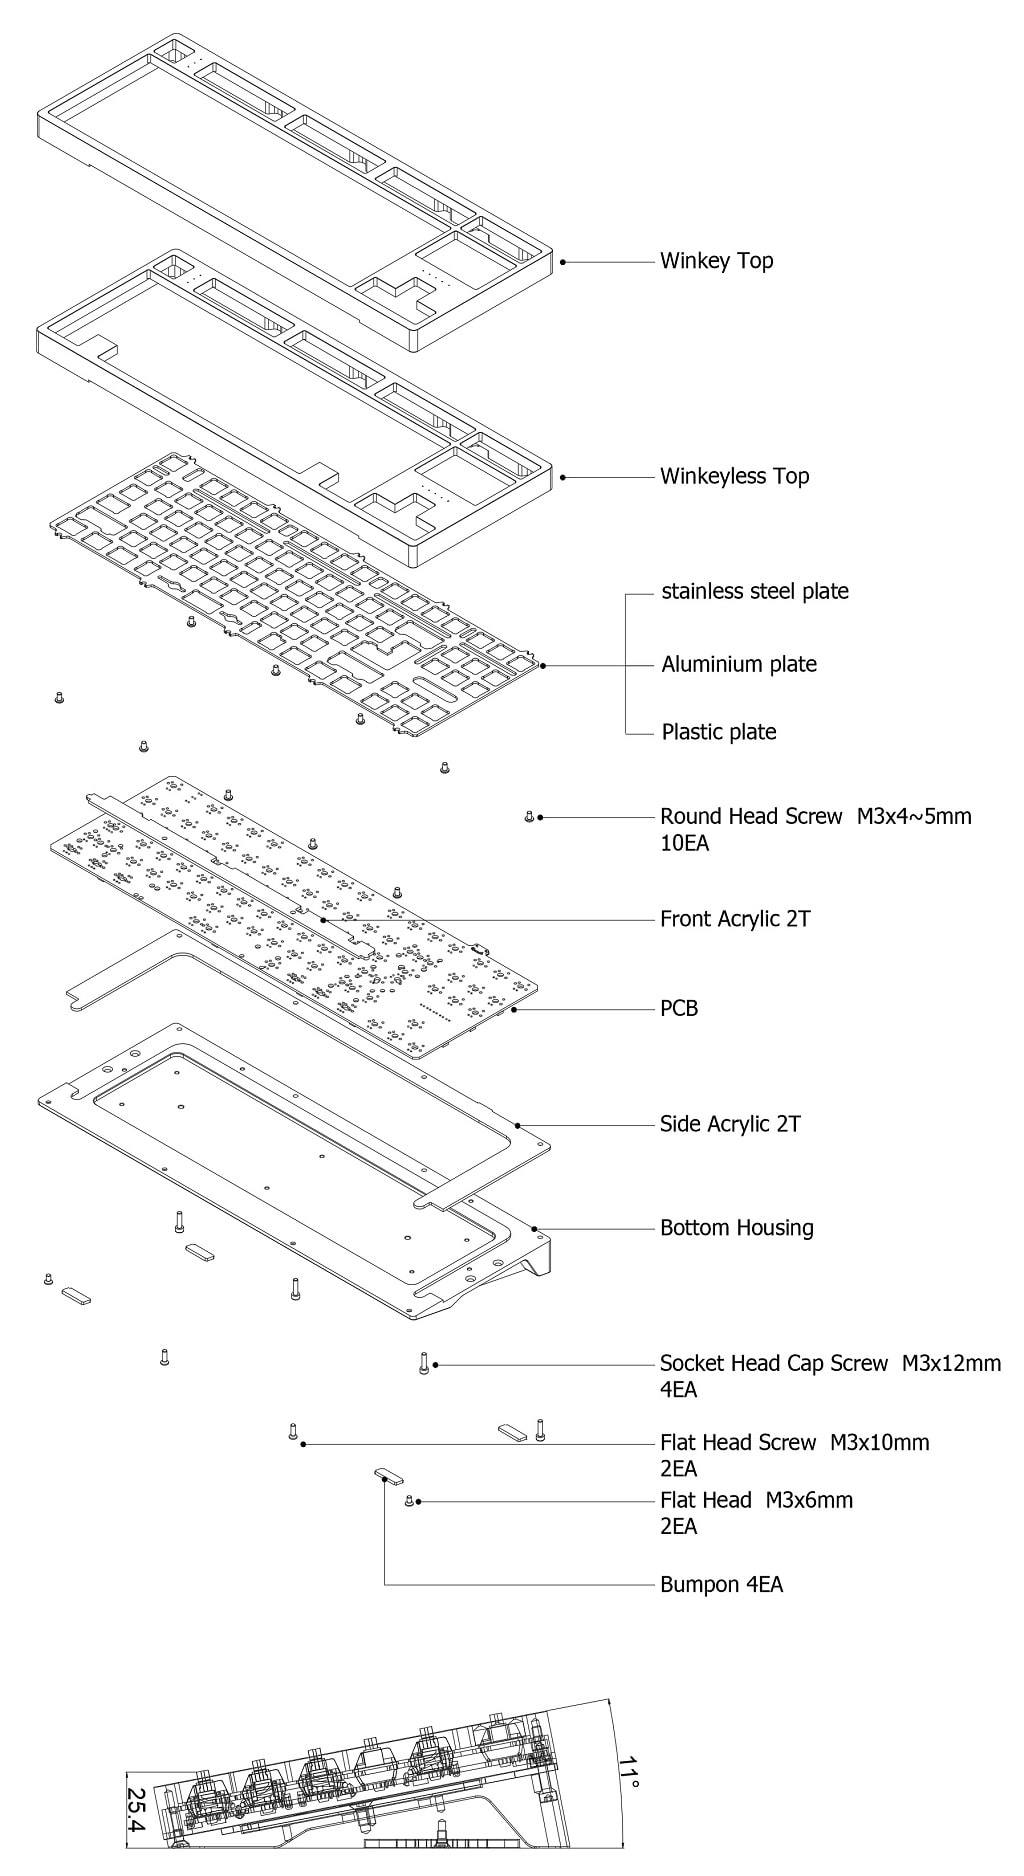 Winkey Top
Winkeyless Top
stainless steel plate
Aluminium plate
Plastic plate
Round Head Screw  M3x4~5mm
10EA
Front Acrylic 2T
PCB
Side Acrylic 2T
Bottom Housing
Socket Head Cap Screw  M3x12mm
4EA
Flat Head Screw  M3x10mm
2EA
Flat Head  M3x6mm
2EA
Bumpon 4EA
25.4
11°